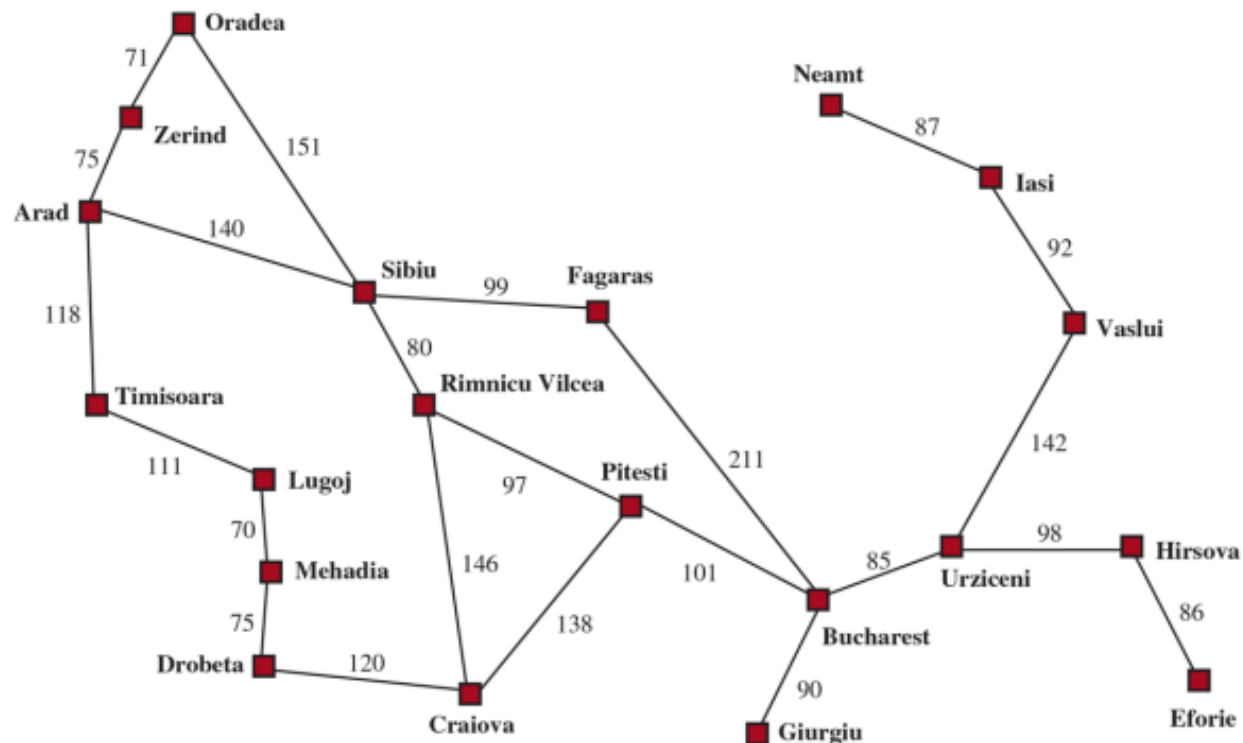 Oradea
71
Neamt
Zerind
87
151
75
Iasi
Arad
140
92
Sibiu
Fagaras
99
118
Vaslui
80
Timisoara
Rimnicu Vilcea
142
211
Pitesti
111
Lugoj
97
70
98
Hirsova
146
85
Urziceni
Mehadia
101
86
75
138
Bucharest
Drobeta
120
90
Craiova
Giurgiu
Eforie